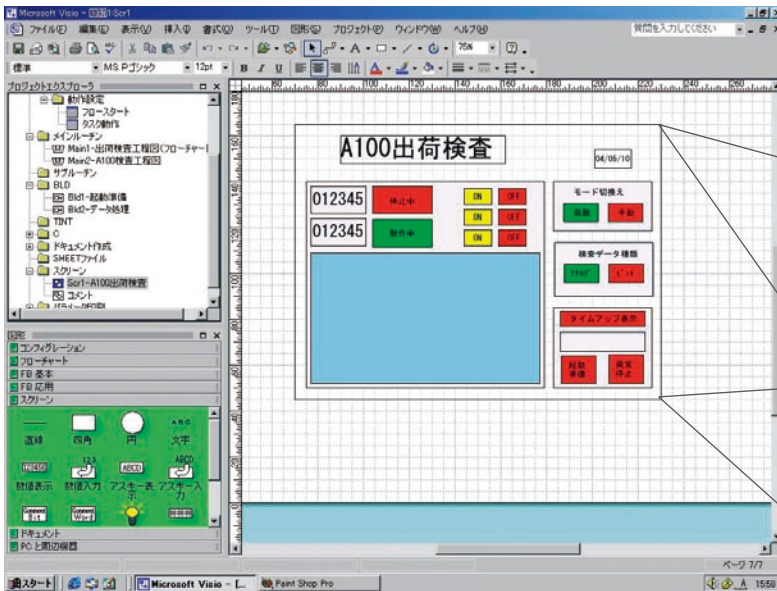 Microsoft Visio - [図面1:Scr1
ファイル(F) 編集(E) 表示(V) 挿入(I) 書式(O) ツール(T) 図形(S) プロジェクト(P) ウィンドウ(W) ヘルプ(H)
質問を入力してください
75%
標準 MS Pゴシック 12pt
B I U
プロジェクトエクスプローラ
動作設定
フロースタート
タスク動作
メインルーチン
Main1-出荷検査工程図(フローチャート
Main2-A100検査工程図
サブルーチン
BLD
Bld1-起動準備
Bld2-データ処理
TINT
C
ドキュメント作成
SHEETファイル
スクリーン
Scr1-A100出荷検査
コメント
図形
コンフィグレーション
フローチャート
FB 基本
FB 応用
スクリーン
直線 四角 円 文字
数値表示 数値入力 アスキー表示 アスキー入力
ドキュメント
PCと周辺機器
A100出荷検査
04/05/10
012345 停止中 ON OFF
ON OFF
012345 動作中 ON OFF
モード切換え
自動 手動
検査データ種類
アナログ ビット
タイムアップ表示
起動準備 異常停止
ページ 7/7
スタート Microsoft Visio - [... Paint Shop Pro A 15:58